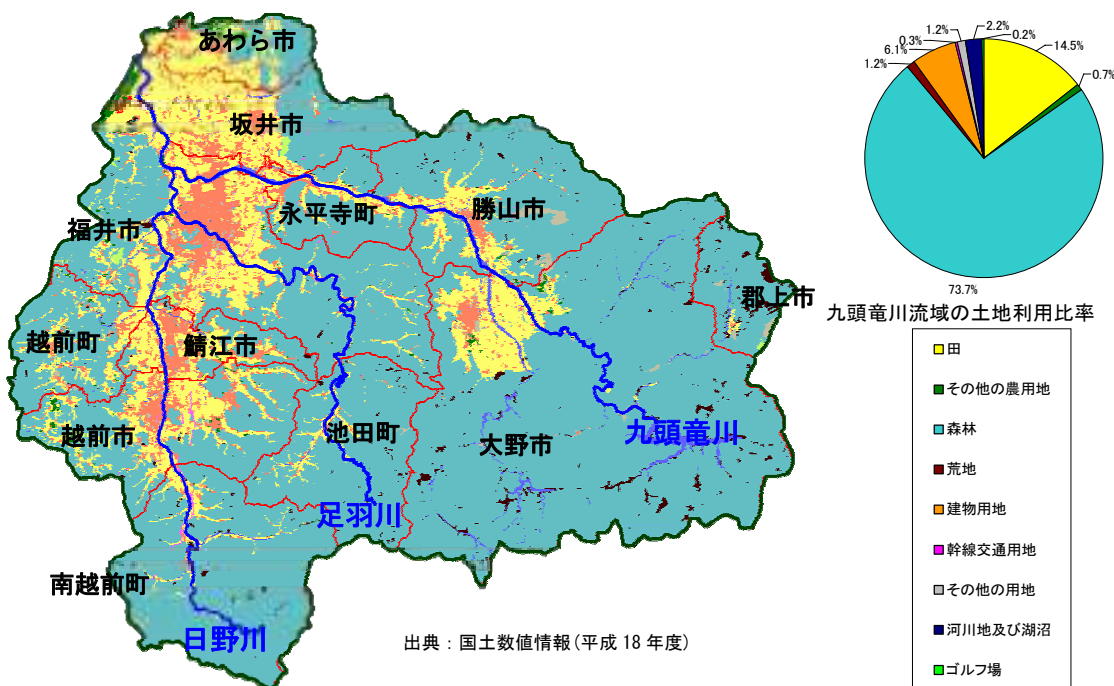 あわら市
坂井市
永平寺町
勝山市
福井市
郡上市
越前町
鯖江市
越前市
池田町
大野市
九頭竜川
足羽川
南越前町
日野川
出典：国土数値情報(平成18年度)
0.3%
1.2%
2.2%
0.2%
6.1%
14.5%
1.2%
0.7%
73.7%
九頭竜川流域の土地利用比率
田
その他の農用地
森林
荒地
建物用地
幹線交通用地
その他の用地
河川地及び湖沼
ゴルフ場